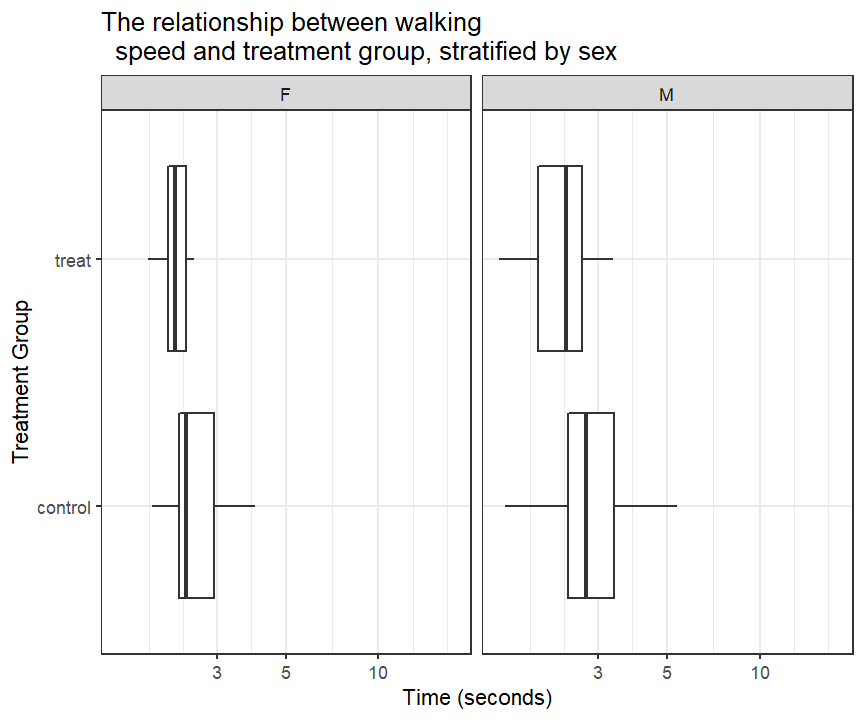 The relationship between walking
speed and treatment group, stratified by sex
F
M
treat
control
Treatment Group
3 5 10
3 5 10
Time (seconds)